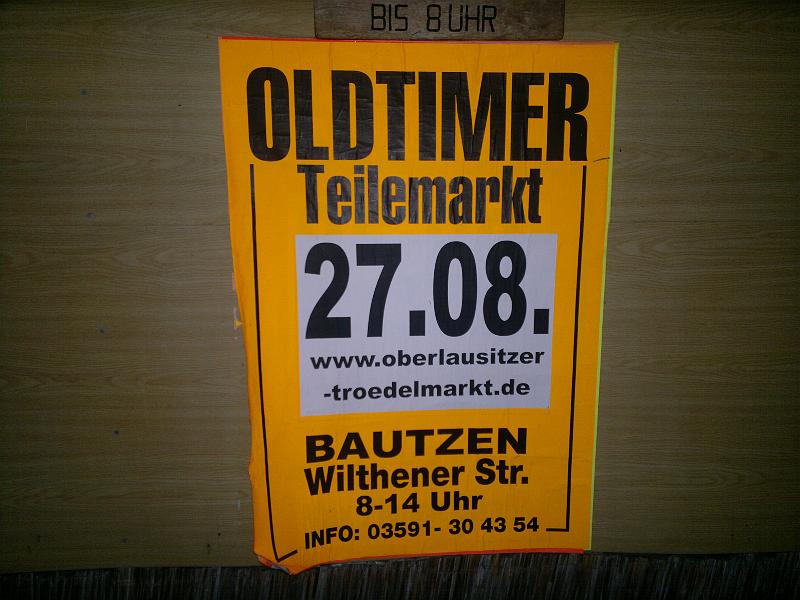 BIS 8 UHR
OLDTIMER
Teilemarkt
27.08.
www.oberlausitzer
-troedelmarkt.de
BAUTZEN
Wilthener Str.
8-14 Uhr
INFO: 03591- 30 43 54